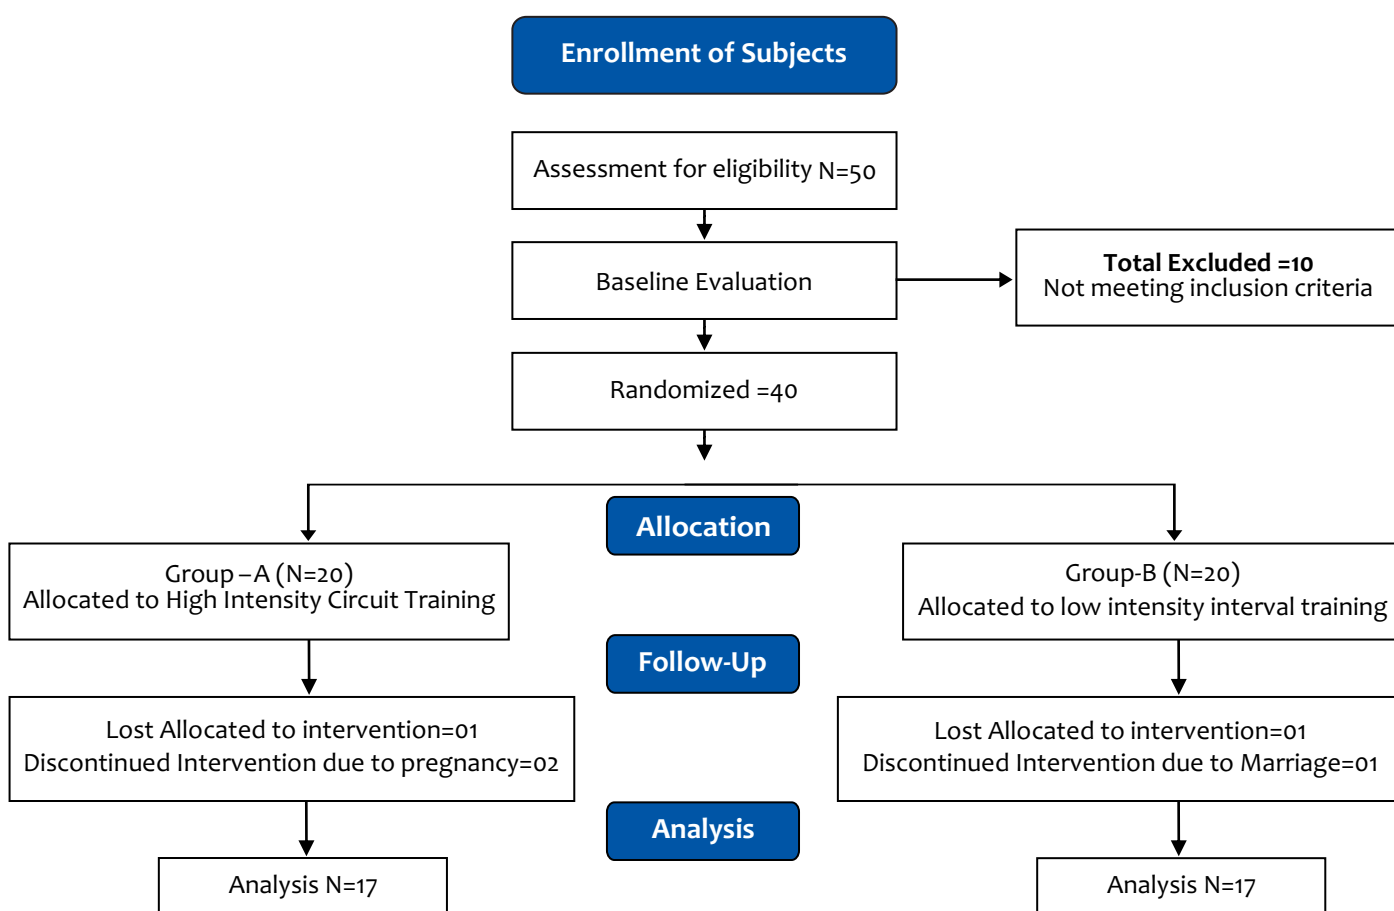 Enrollment of Subjects
Assessment for eligibility N=50
Baseline Evaluation
Total Excluded =10
Not meeting inclusion criteria
Randomized =40
Allocation
Group –A (N=20)
Allocated to High Intensity Circuit Training
Group-B (N=20)
Allocated to low intensity interval training
Follow-Up
Lost Allocated to intervention=01
Discontinued Intervention due to pregnancy=02
Lost Allocated to intervention=01
Discontinued Intervention due to Marriage=01
Analysis
Analysis N=17
Analysis N=17